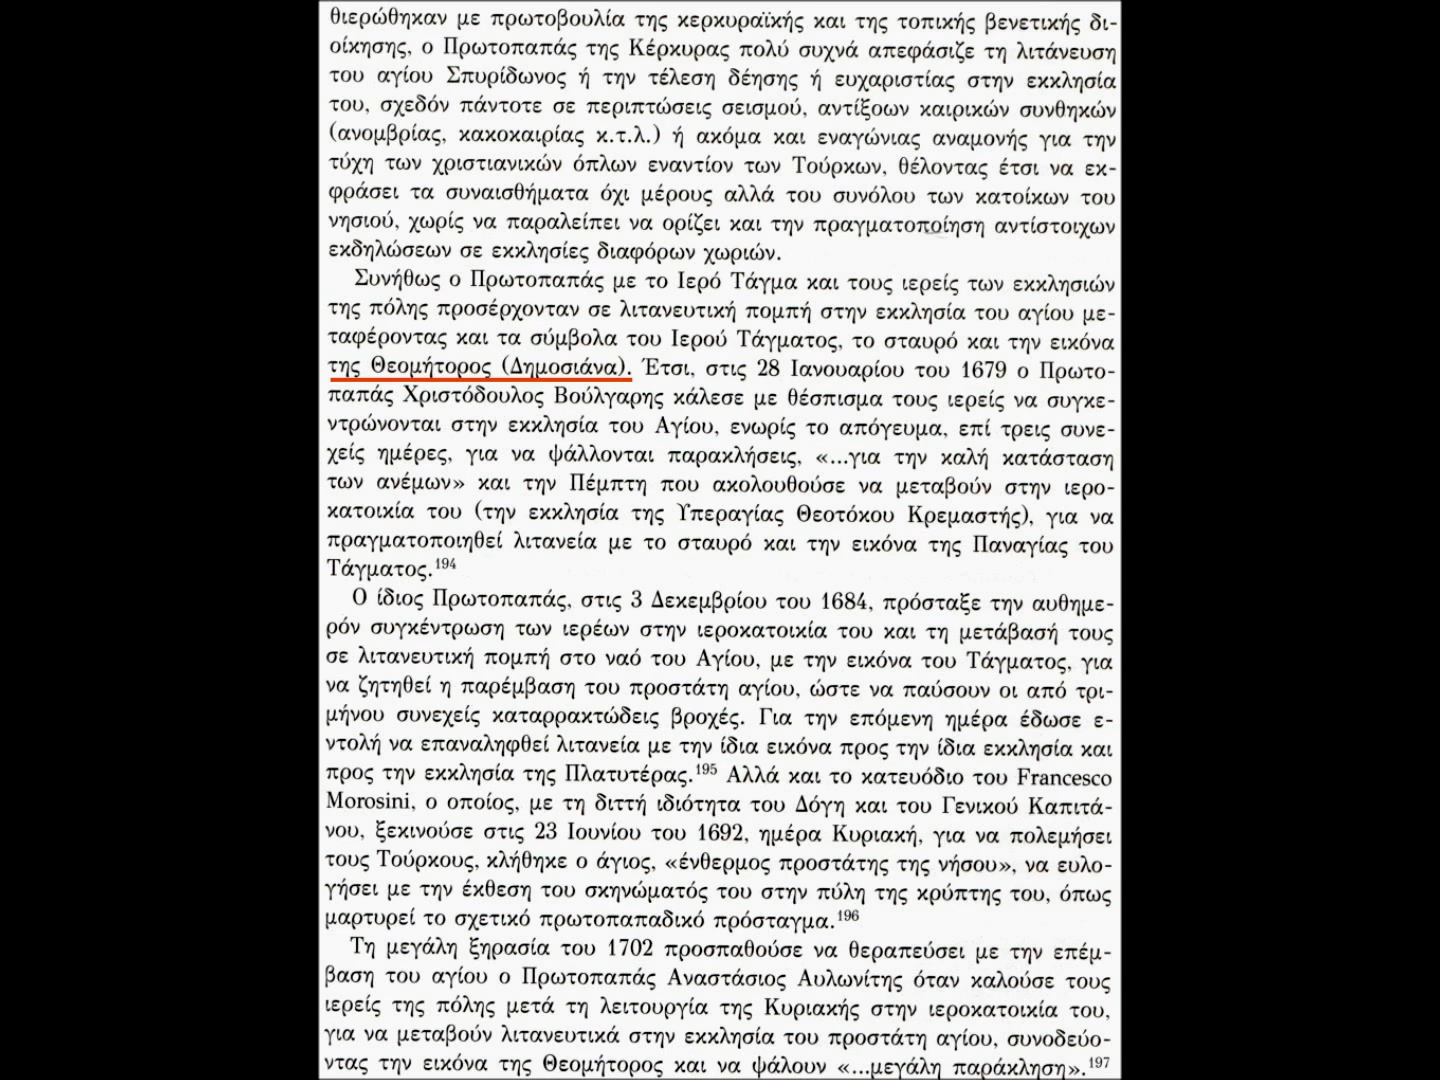 θιερώθηκαν με πρωτοβουλία της κερκυραϊκής και της τοπικής βενετικής δι-
οίκησης, ο Πρωτοπαπάς της Κέρκυρας πολύ συχνά απεφάσιζε τη λιτάνευση
του αγίου Σπυρίδωνος ή την τέλεση δέησης ή ευχαριστίας στην εκκλησία
του, σχεδόν πάντοτε σε περιπτώσεις σεισμού, αντίξοων καιρικών συνθηκών
(ανομβρίας, κακοκαιρίας κ.τ.λ.) ή ακόμα και εναγώνιας αναμονής για την
τύχη των χριστιανικών όπλων εναντίον των Τούρκων, θέλοντας έτσι να εκ-
φράσει τα συναισθήματα όχι μέρους αλλά του συνόλου των κατοίκων του
νησιού, χωρίς να παραλείπει να ορίζει και την πραγματοποίηση αντίστοιχων
εκδηλώσεων σε εκκλησίες διαφόρων χωριών.
Συνήθως ο Πρωτοπαπάς με το Ιερό Τάγμα και τους ιερείς των εκκλησιών
της πόλης προσέρχονταν σε λιτανευτική πομπή στην εκκλησία του αγίου με-
ταφέροντας και τα σύμβολα του Ιερού Τάγματος, το σταυρό και την εικόνα
της Θεομήτορος (Δημοσιάνα). Έτσι, στις 28 Ιανουαρίου του 1679 ο Πρωτο-
παπάς Χριστόδουλος Βούλγαρης κάλεσε με θέσπισμα τους ιερείς να συγκε-
ντρώνονται στην εκκλησία του Αγίου, ενωρίς το απόγευμα, επί τρεις συνε-
χείς ημέρες, για να ψάλλονται παρακλήσεις, «...για την καλή κατάσταση
των ανέμων» και την Πέμπτη που ακολουθούσε να μεταβούν στην ιερο-
κατοικία του (την εκκλησία της Υπεραγίας Θεοτόκου Κρεμαστής), για να
πραγματοποιηθεί λιτανεία με το σταυρό και την εικόνα της Παναγίας του
Τάγματος.194
Ο ίδιος Πρωτοπαπάς, στις 3 Δεκεμβρίου του 1684, πρόσταξε την αυθημε-
ρόν συγκέντρωση των ιερέων στην ιεροκατοικία του και τη μετάβασή τους
σε λιτανευτική πομπή στο ναό του Αγίου, με την εικόνα του Τάγματος, για
να ζητηθεί η παρέμβαση του προστάτη αγίου, ώστε να παύσουν οι από τρι-
μήνου συνεχείς καταρρακτώδεις βροχές. Για την επόμενη ημέρα έδωσε ε-
ντολή να επαναληφθεί λιτανεία με την ίδια εικόνα προς την ίδια εκκλησία και
προς την εκκλησία της Πλατυτέρας.195 Αλλά και το κατευόδιο του Francesco
Morosini, ο οποίος, με τη διττή ιδιότητα του Δόγη και του Γενικού Καπιτά-
νου, ξεκινούσε στις 23 Ιουνίου του 1692, ημέρα Κυριακή, για να πολεμήσει
τους Τούρκους, κλήθηκε ο άγιος, «ένθερμος προστάτης της νήσου», να ευλο-
γήσει με την έκθεση του σκηνώματός του στην πύλη της κρύπτης του, όπως
μαρτυρεί το σχετικό πρωτοπαπαδικό πρόσταγμα.196
Τη μεγάλη ξηρασία του 1702 προσπαθούσε να θεραπεύσει με την επέμ-
βαση του αγίου ο Πρωτοπαπάς Αναστάσιος Αυλωνίτης όταν καλούσε τους
ιερείς της πόλης μετά τη λειτουργία της Κυριακής στην ιεροκατοικία του,
για να μεταβούν λιτανευτικά στην εκκλησία του προστάτη αγίου, συνοδεύο-
ντας την εικόνα της Θεομήτορος και να ψάλουν «...μεγάλη παράκληση».197